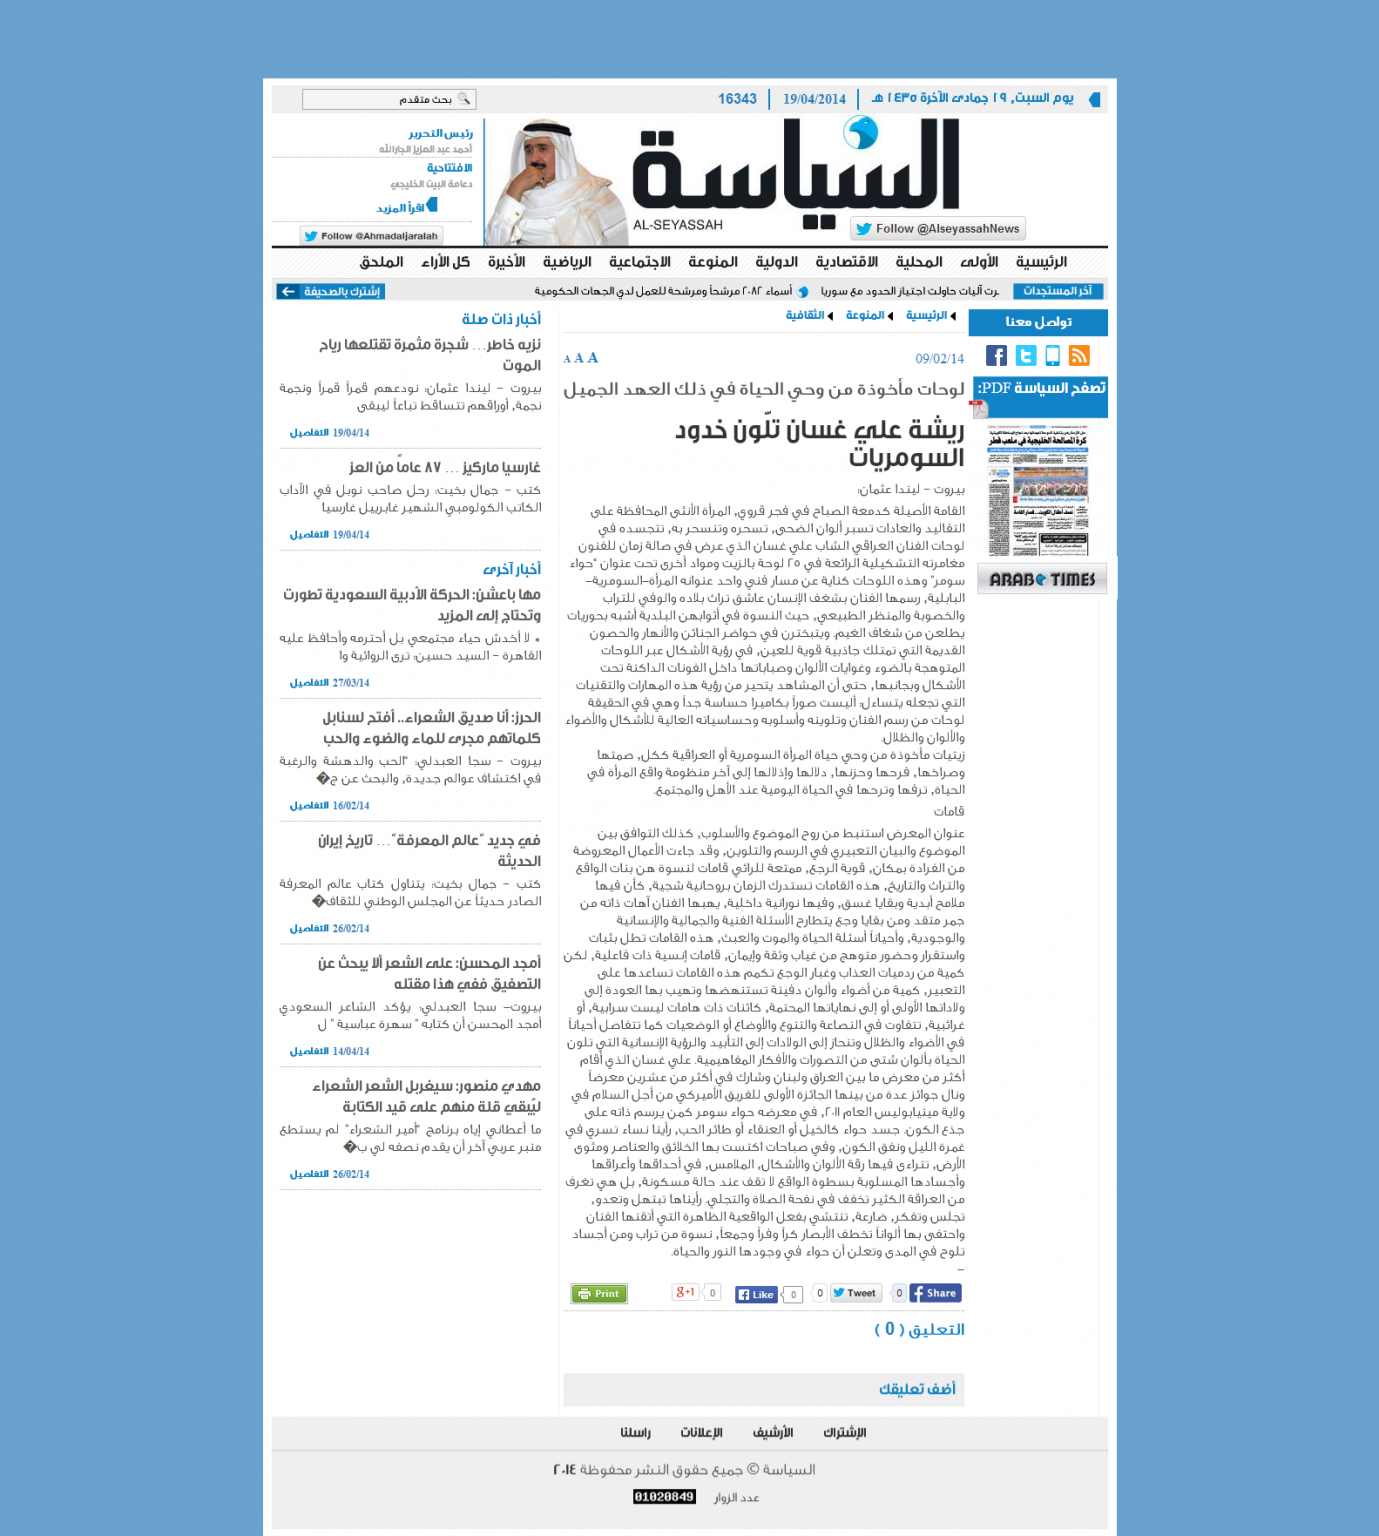 يوم السبت, ١٩ جمادى الآخرة ١٤٣٥ هـ
19/04/2014
16343
بحث متقدم
السياسة
AL-SEYASSAH
Follow @AlseyassahNews
رئيس التحرير
أحمد عبد العزيز الجارالله
الافتتاحية
دعامة البيت الخليجي
اقرأ المزيد
Follow @Ahmadaljaralah
الرئيسية
الأولى
المحلية
الاقتصادية
الدولية
المنوعة
الاجتماعية
الرياضية
الأخيرة
كل الأراء
الملحق
آخر المستجدات
رت آليات حاولت اجتياز الحدود مع سوريا
أسماء ٢٠٨٢ مرشحاً ومرشحة للعمل لدي الجهات الحكومية
إشترك بالصحيفة
تواصل معنا
تصفح السياسة PDF:
كرة المصالحة الخليجية في ملعب قطر
ARAB TIMES
الرئيسية
المنوعة
الثقافية
09/02/14
A A A
لوحات مأخوذة من وحي الحياة في ذلك العهد الجميل
ريشة علي غسان تلّون خدود
السومريات
بيروت – ليندا عثمان:
القامة الأصيلة كدمعة الصباح في فجر قروي, المرأة الأنثى المحافظة على
التقاليد والعادات تسبر ألوان الضحى, تسحره وتنسحر به, تتجسده في
لوحات الفنان العراقي الشاب علي غسان الذي عرض في صالة زمان للفنون
مغامرته التشكيلية الرائعة في ٢٥ لوحة بالزيت ومواد أخرى تحت عنوان "حواء
سومر" وهذه اللوحات كناية عن مسار فني واحد عنوانه المرأة–السومرية–
البابلية, رسمها الفنان بشغف الإنسان عاشق تراث بلاده والوفي للتراب
والخصوبة والمنظر الطبيعي, حيث النسوة في أثوابهن البلدية أشبه بحوريات
يطلعن من شغاف الغيم. ويتبخترن في حواضر الجنائن والأنهار والحصون
القديمة التي تمتلك جاذبية قوية للعين, في رؤية الأشكال عبر اللوحات
المتوهجة بالضوء وغوايات الألوان وصباباتها داخل الفونات الداكنة تحت
الأشكال وبجانبها, حتى أن المشاهد يتحير من رؤية هذه المهارات والتقنيات
التي تجعله يتساءل: أليست صوراً بكاميرا حساسة جداً وهي في الحقيقة
لوحات من رسم الفنان وتلوينه وأسلوبه وحساسياته العالية للأشكال والأضواء
والألوان والظلال.
زيتيات مأخوذة من وحي حياة المرأة السومرية أو العراقية ككل, صمتها
وصراخها, فرحها وحزنها, دلالها وإذلالها إلى آخر منظومة واقع المرأة في
الحياة, ترفها وترحها في الحياة اليومية عند الأهل والمجتمع.
قامات
عنوان المعرض استنبط من روح الموضوع والأسلوب, كذلك التوافق بين
الموضوع والبيان التعبيري في الرسم والتلوين, وقد جاءت الأعمال المعروضة
من الفرادة بمكان, قوية الرجع, ممتعة للرائي قامات لنسوة هن بنات الواقع
والتراث والتاريخ, هذه القامات تستدرك الزمان بروحانية شجية, كأن فيها
ملامح أبدية وبقايا غسق, وفيها نورانية داخلية, يهبها الفنان آهات ذاته من
جمر متقد ومن بقايا وجع يتطارح الأسئلة الفنية والجمالية والإنسانية
والوجودية, وأحياناً أسئلة الحياة والموت والعبث, هذه القامات تطل بثبات
واستقرار وحضور متوهج من غياب وثقة وإيمان, قامات إنسية ذات فاعلية, لكن
كمية من ردميات العذاب وغبار الوجع تكمم هذه القامات تساعدها على
التعبير, كمية من أضواء وألوان دفينة تستنهضها وتهيب بها العودة إلى
ولاداتها الأولى أو إلى نهاياتها المحتمة, كائنات ذات هامات ليست سرابية, أو
غرائبية, تتفاوت في النصاعة والتنوع والأوضاع أو الوضعيات كما تتفاصل أحياناً
في الأضواء والظلال وتنحاز إلى الولادات إلى التأبيد والرؤية الإنسانية التي تلون
الحياة بألوان شتى من التصورات والأفكار المفاهيمية. علي غسان الذي أقام
أكثر من معرض ما بين العراق ولبنان وشارك في أكثر من عشرين معرضاً
ونال جوائز عدة من بينها الجائزة الأولى للفريق الأميركي من أجل السلام في
ولاية مينيابوليس العام ٢٠١١, في معرضه حواء سومر كمن يرسم ذاته على
جذع الكون. جسد حواء كالخيل أو العنقاء أو طائر الحب, رأينا نساء تسري في
غمرة الليل ونفق الكون, وفي صباحات اكتست بها الخلائق والعناصر ومثوى
الأرض, تتراءى فيها رقة الألوان والأشكال, الملامس, في أحداقها وأعراقها
وأجسادها المسلوبة بسطوة الواقع لا تقف عند حالة مسكونة, بل هي تغرف
من العراقة الكثير تخفف في نفحة الصلاة والتجلي. رأيناها تبتهل وتعدو,
تجلس وتفكر, ضارعة, تنتشي بفعل الواقعية الظاهرة التي أتقنها الفنان
واحتفى بها ألواناً تخطف الأبصار كراً وفراً وجمعاً, نسوة من تراب ومن أجساد
تلوح في المدى وتعلن أن حواء في وجودها النور والحياة.
–
Share
0
Tweet
0
Like
0
+1
0
Print
التعليق ( 0 )
أضف تعليقك
أخبار ذات صلة
نزيه خاطر... شجرة مثمرة تقتلعها رياح
الموت
بيروت – ليندا عثمان: نودعهم قمراً قمراً ونجمة
نجمة, أوراقهم تتساقط تباعاً ليبقى
19/04/14 التفاصيل
غارسيا ماركيز ... ٨٧ عاماً من العز
كتب – جمال بخيت: رحل صاحب نوبل في الآداب
الكاتب الكولومبي الشهير غابرييل غارسيا
19/04/14 التفاصيل
أخبار آخرى
مها باعشن: الحركة الأدبية السعودية تطورت
وتحتاج إلى المزيد
* لا أخدش حياء مجتمعي بل أحترمه وأحافظ عليه
القاهرة – السيد حسين: ترى الروائية وا
27/03/14 التفاصيل
الحرز: أنا صديق الشعراء.. أفتح لسنابل
كلماتهم مجرى للماء والضوء والحب
بيروت – سجا العبدلي: "الحب والدهشة والرغبة
في اكتشاف عوالم جديدة, والبحث عن ج�
16/02/14 التفاصيل
في جديد "عالم المعرفة"... تاريخ إيران
الحديثة
كتب – جمال بخيت: يتناول كتاب عالم المعرفة
الصادر حديثاً عن المجلس الوطني للثقاف�
26/02/14 التفاصيل
أمجد المحسن: على الشعر ألا يبحث عن
التصفيق ففي هذا مقتله
بيروت– سجا العبدلي: يؤكد الشاعر السعودي
أمجد المحسن أن كتابه " سهرة عباسية " ل
14/04/14 التفاصيل
مهدي منصور: سيغربل الشعر الشعراء
ليُبقي قلة منهم على قيد الكتابة
ما أعطاني إياه برنامج "أمير الشعراء" لم يستطع
منبر عربي آخر أن يقدم نصفه لي ب�
26/02/14 التفاصيل
الإشتراك
الأرشيف
الإعلانات
راسلنا
السياسة © جميع حقوق النشر محفوظة ٢٠١٤
عدد الزوار
01020849